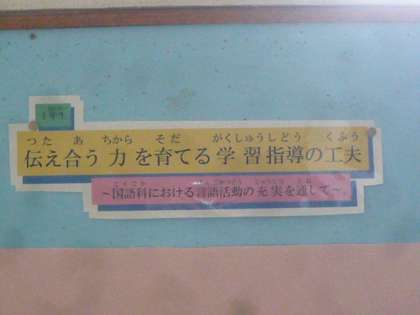 つた あ ちから そだ がくしゅうしどう くふう
伝え合う力を育てる学習指導の工夫
～国語科における言語活動の充実を通して～